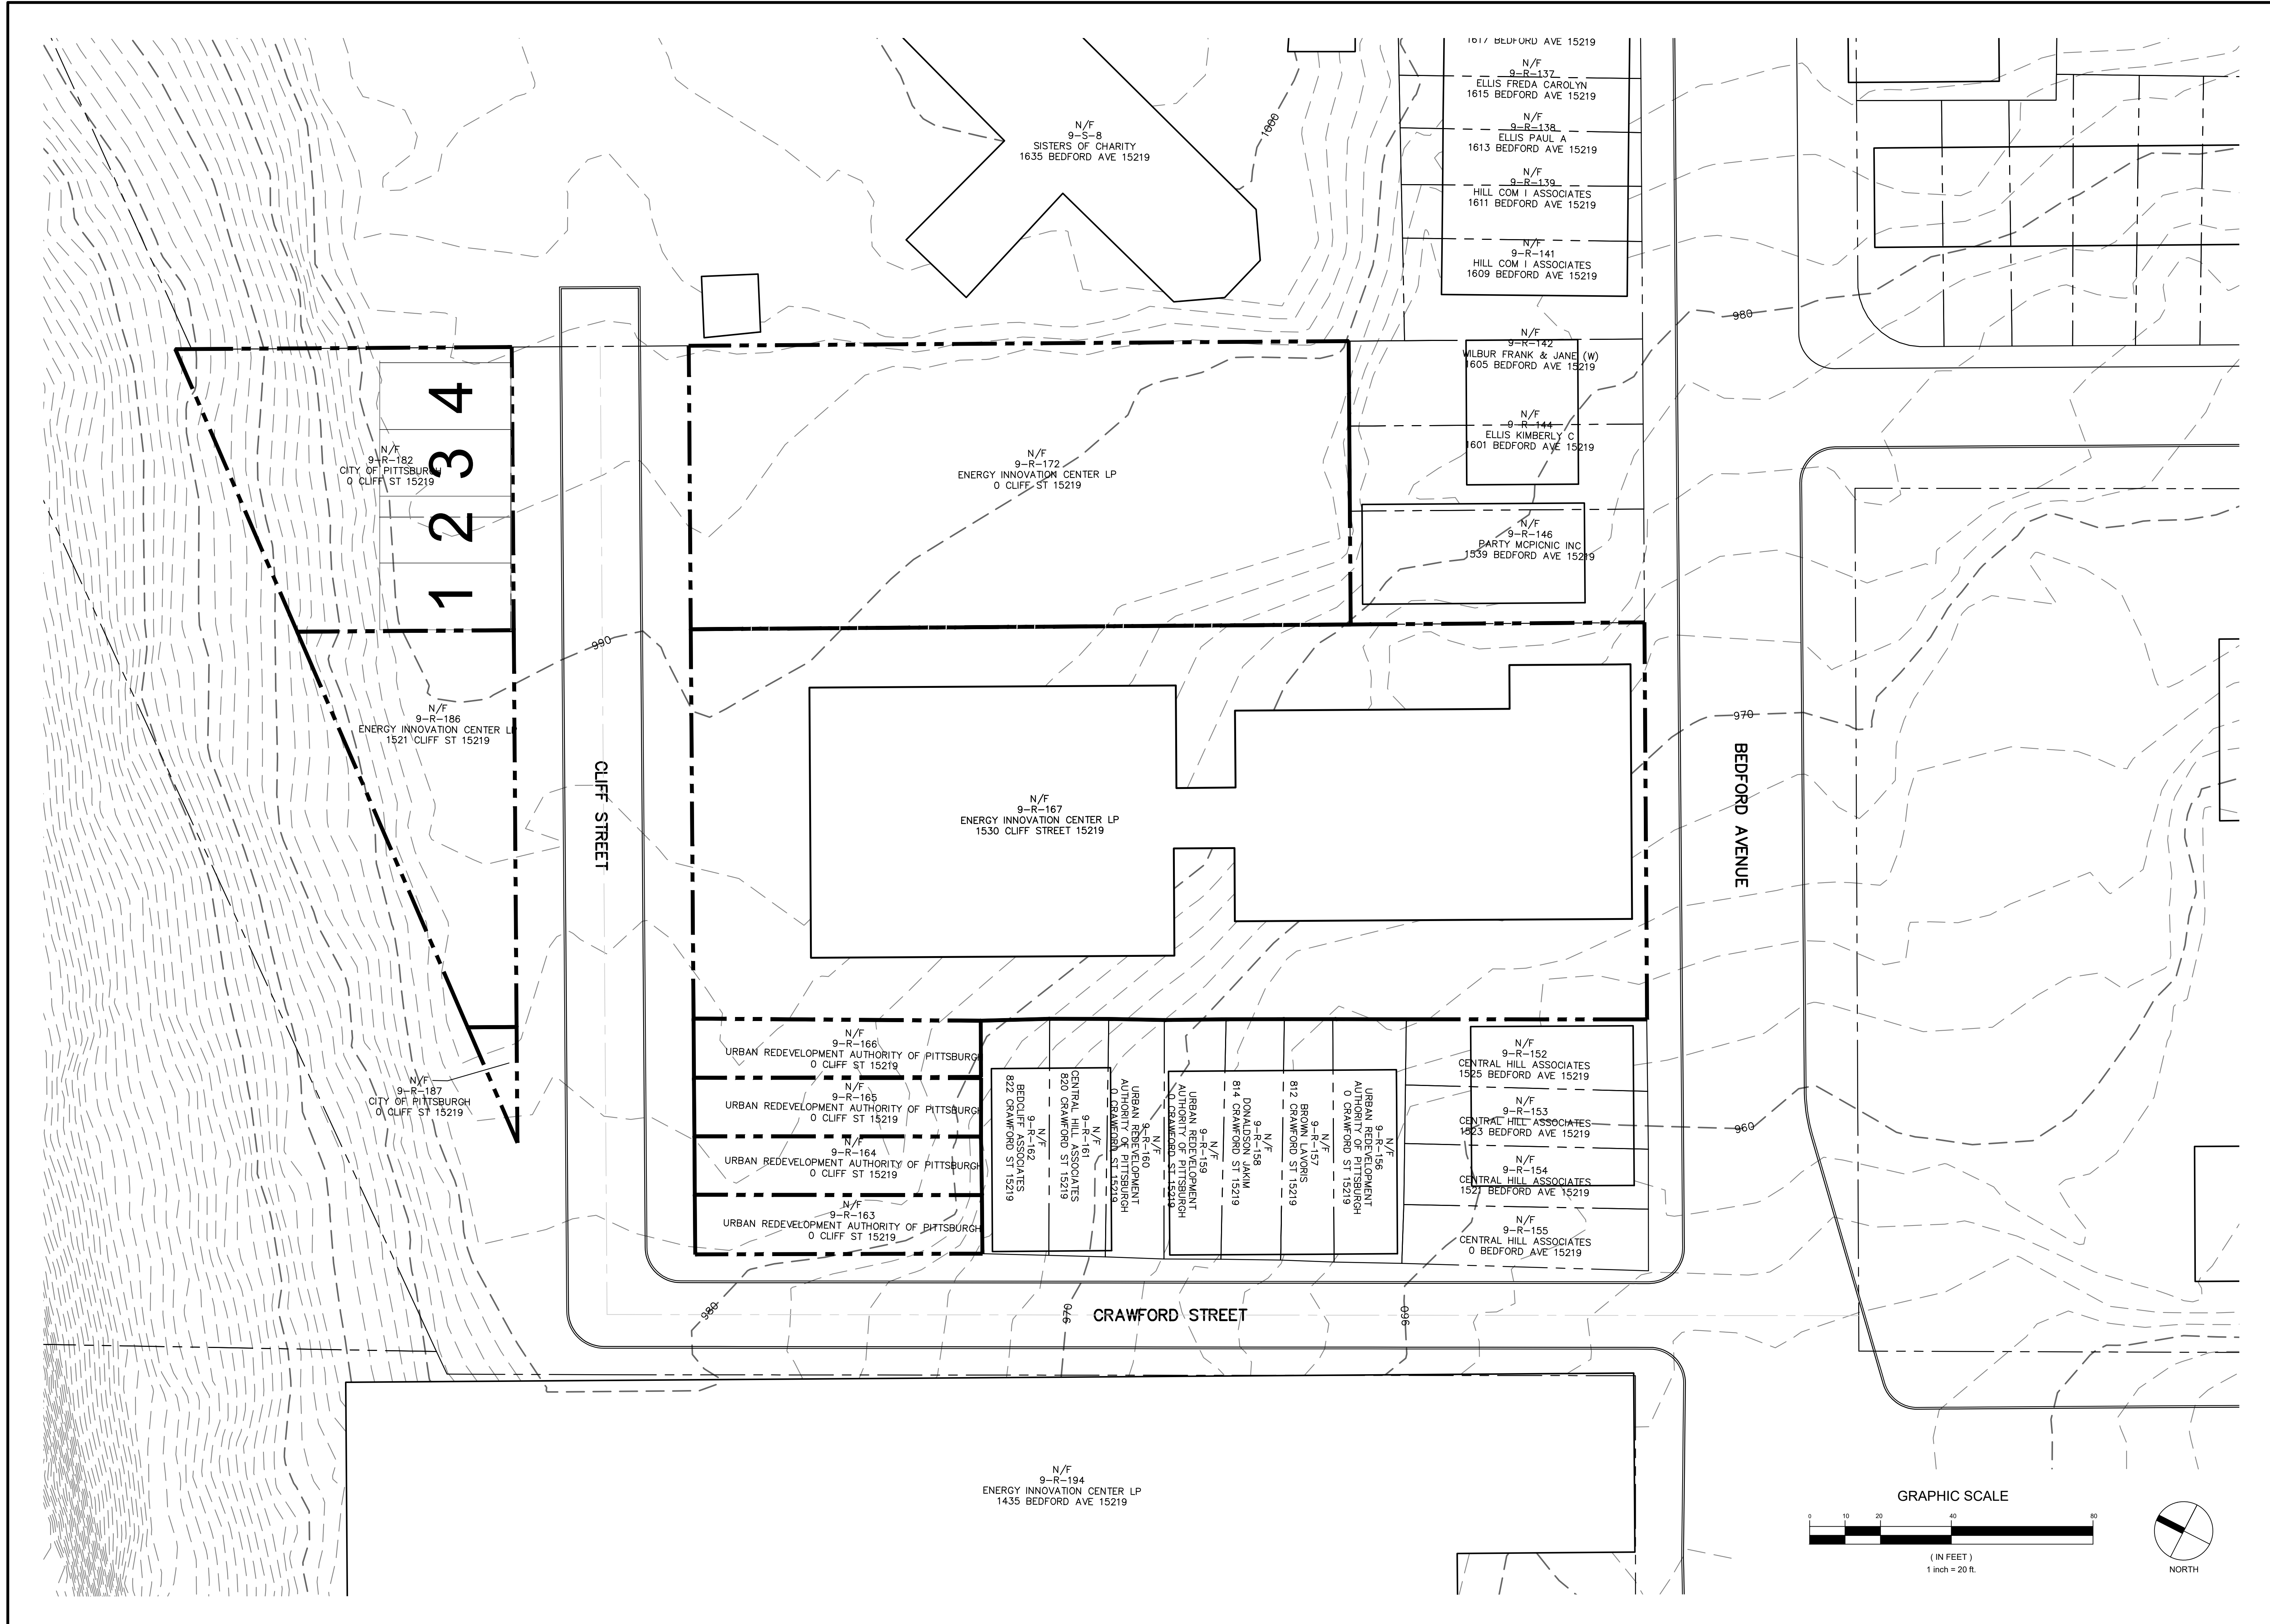 1617 BEDFORD AVE 15219
N/F
9-R-137
ELLIS FREDA CAROLYN
1615 BEDFORD AVE 15219
N/F
9-R-138
ELLIS PAUL A
1613 BEDFORD AVE 15219
N/F
9-R-139
HILL COM I ASSOCIATES
1611 BEDFORD AVE 15219
N/F
9-R-141
HILL COM I ASSOCIATES
1609 BEDFORD AVE 15219
N/F
9-S-8
SISTERS OF CHARITY
1635 BEDFORD AVE 15219
1000
980
N/F
9-R-142
WILBUR FRANK & JANE (W)
1605 BEDFORD AVE 15219
N/F
9-R-144
ELLIS KIMBERLY C
1601 BEDFORD AVE 15219
N/F
9-R-146
PARTY MCPICNIC INC
1539 BEDFORD AVE 15219
4
3
2
1
N/F
9-R-182
CITY OF PITTSBURGH
0 CLIFF ST 15219
N/F
9-R-172
ENERGY INNOVATION CENTER LP
0 CLIFF ST 15219
990
N/F
9-R-186
ENERGY INNOVATION CENTER LP
1521 CLIFF ST 15219
CLIFF STREET
N/F
9-R-167
ENERGY INNOVATION CENTER LP
1530 CLIFF STREET 15219
970
BEDFORD AVENUE
N/F
9-R-187
CITY OF PITTSBURGH
0 CLIFF ST 15219
N/F
9-R-166
URBAN REDEVELOPMENT AUTHORITY OF PITTSBURGH
0 CLIFF ST 15219
N/F
9-R-165
URBAN REDEVELOPMENT AUTHORITY OF PITTSBURGH
0 CLIFF ST 15219
N/F
9-R-164
URBAN REDEVELOPMENT AUTHORITY OF PITTSBURGH
0 CLIFF ST 15219
N/F
9-R-163
URBAN REDEVELOPMENT AUTHORITY OF PITTSBURGH
0 CLIFF ST 15219
N/F
9-R-162
BEDCLIFF ASSOCIATES
822 CRAWFORD ST 15219
N/F
9-R-161
CENTRAL HILL ASSOCIATES
820 CRAWFORD ST 15219
N/F
9-R-160
URBAN REDEVELOPMENT
AUTHORITY OF PITTSBURGH
0 CRAWFORD ST 15219
N/F
9-R-159
URBAN REDEVELOPMENT
AUTHORITY OF PITTSBURGH
0 CRAWFORD ST 15219
N/F
9-R-158
DONALDSON JAKIM
814 CRAWFORD ST 15219
N/F
9-R-157
BROWN LAVORIS
812 CRAWFORD ST 15219
N/F
9-R-156
URBAN REDEVELOPMENT
AUTHORITY OF PITTSBURGH
0 CRAWFORD ST 15219
N/F
9-R-152
CENTRAL HILL ASSOCIATES
1525 BEDFORD AVE 15219
N/F
9-R-153
CENTRAL HILL ASSOCIATES
1523 BEDFORD AVE 15219
N/F
9-R-154
CENTRAL HILL ASSOCIATES
1521 BEDFORD AVE 15219
N/F
9-R-155
CENTRAL HILL ASSOCIATES
0 BEDFORD AVE 15219
960
980
970
CRAWFORD STREET
960
N/F
9-R-194
ENERGY INNOVATION CENTER LP
1435 BEDFORD AVE 15219
GRAPHIC SCALE
0 10 20 40 80
( IN FEET )
1 inch = 20 ft.
NORTH